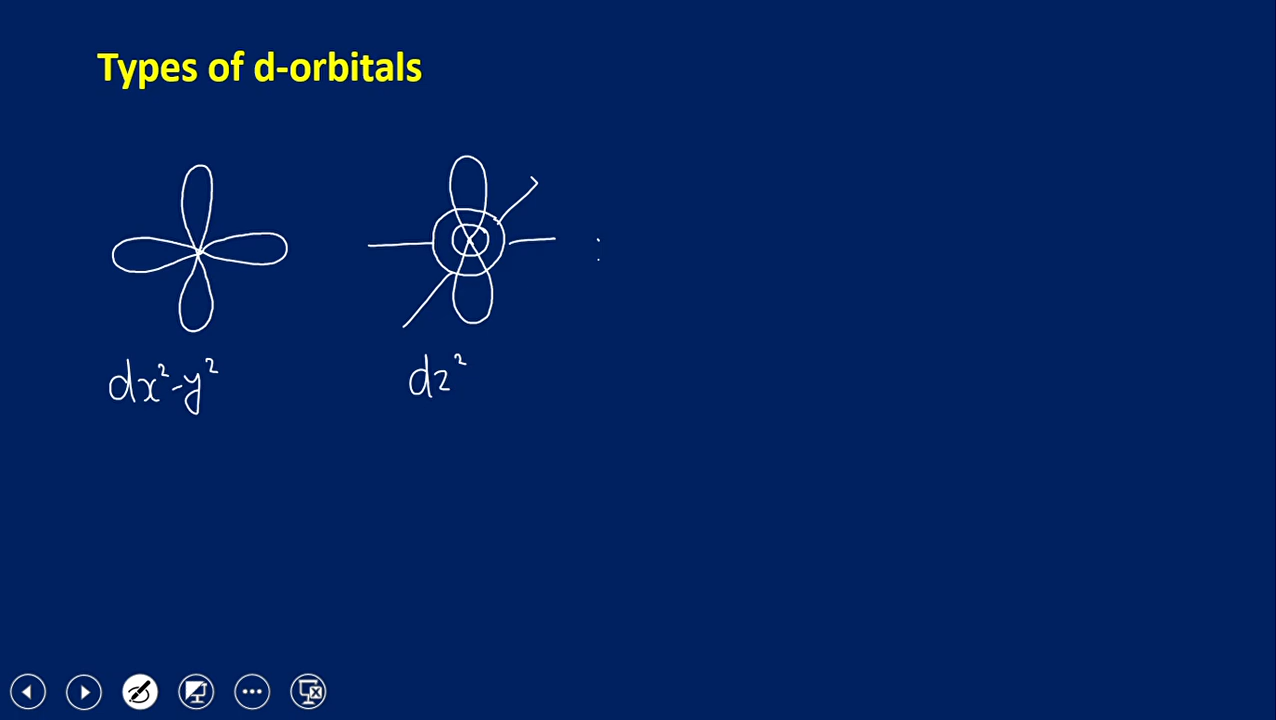 Types of d-orbitals
dx²-y²
dz²